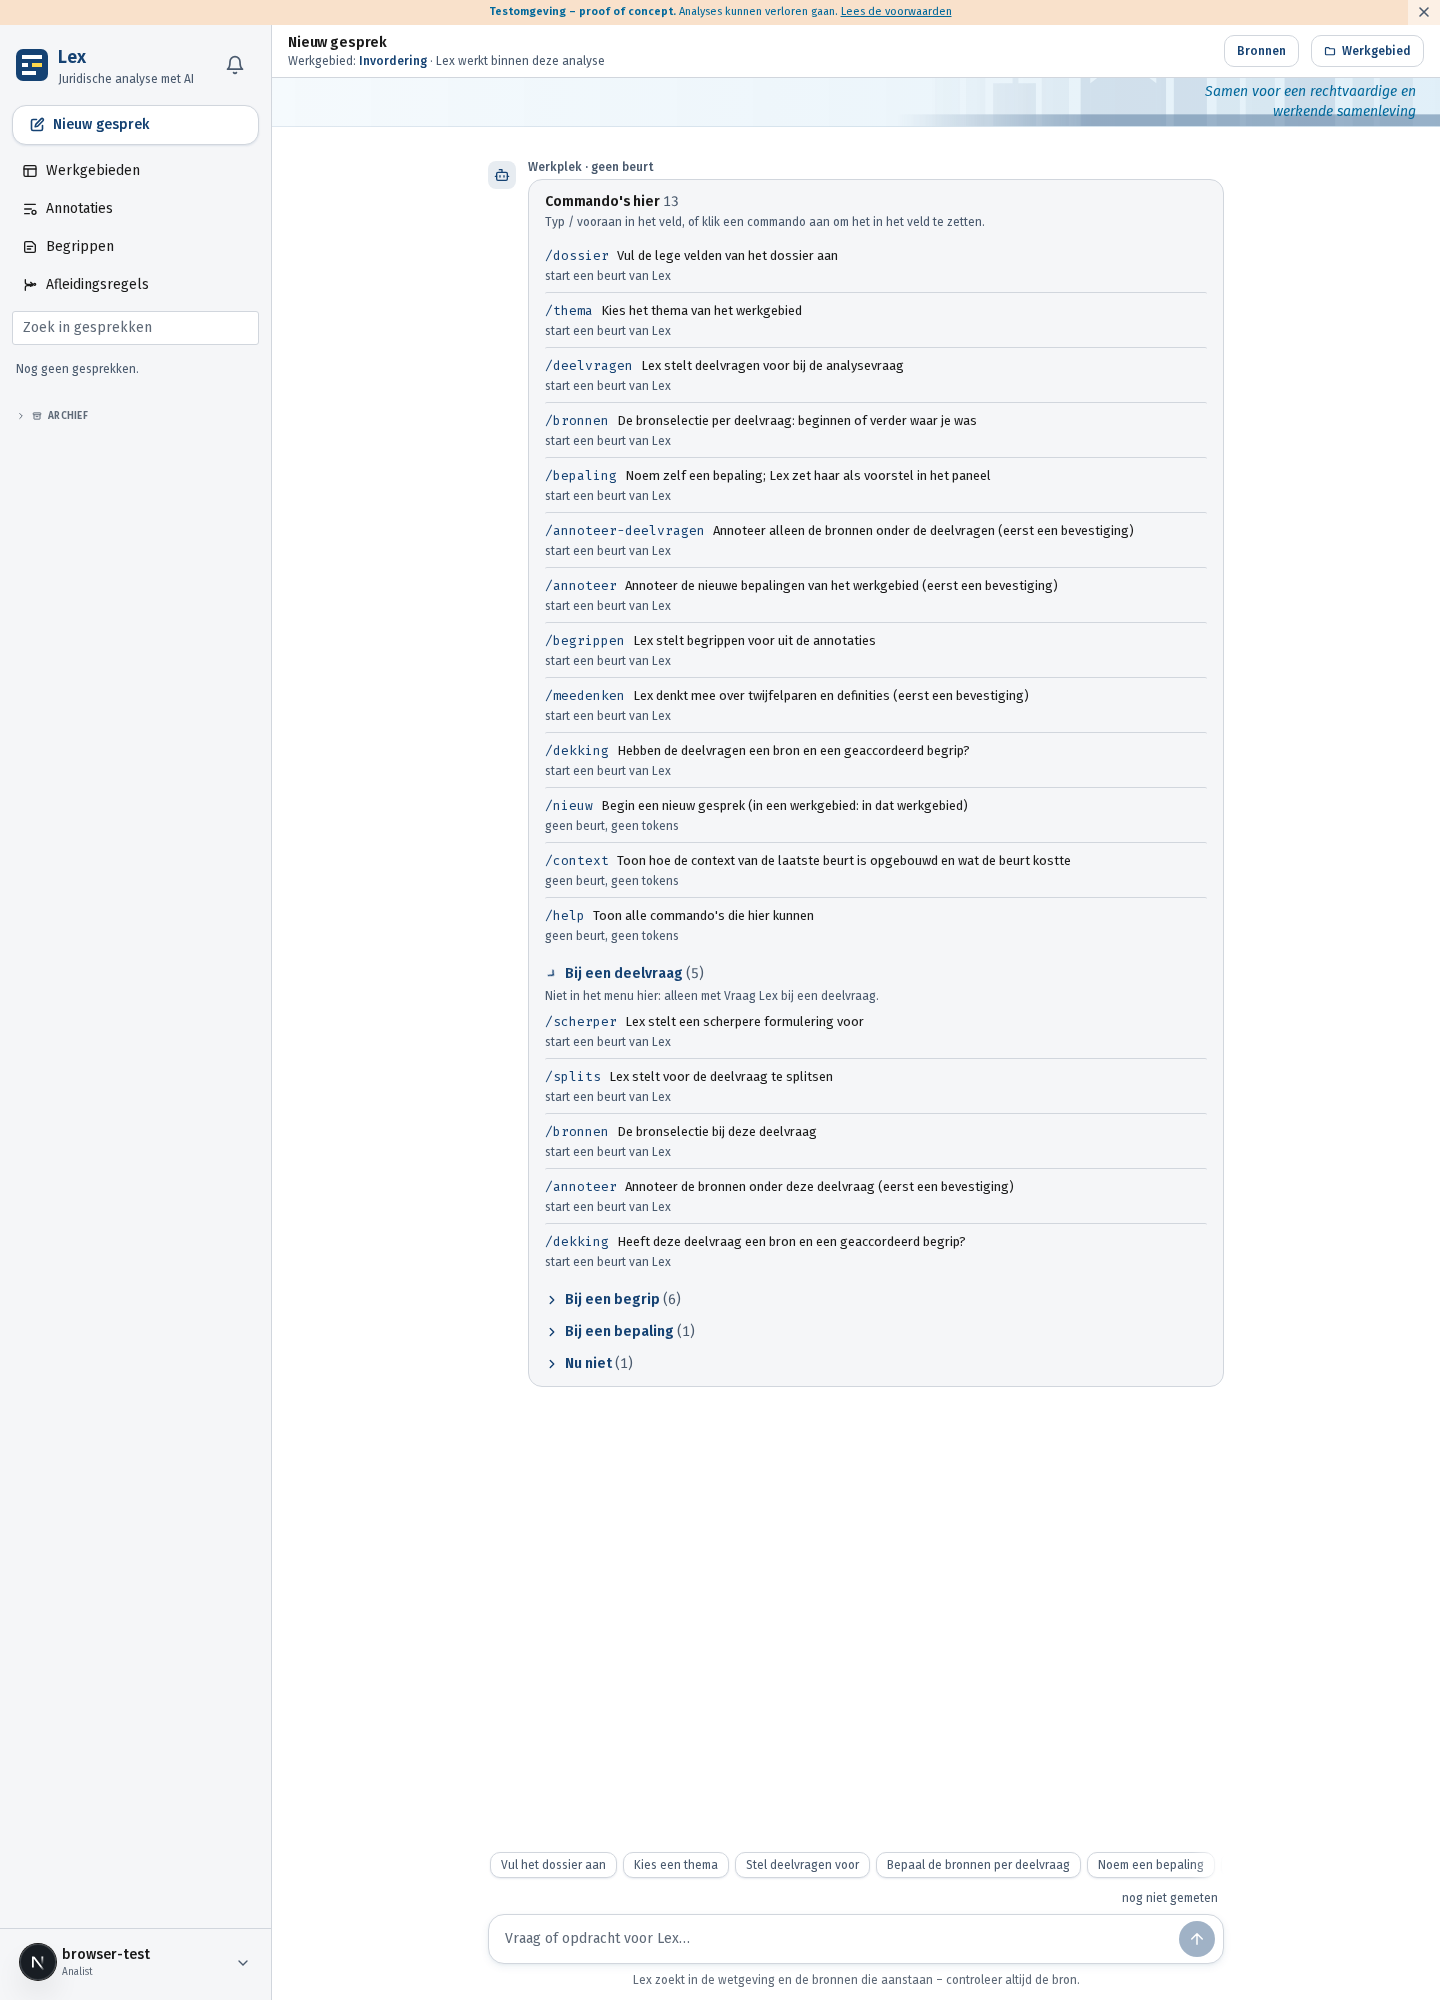 Testomgeving – proof of concept. Analyses kunnen verloren gaan. Lees de voorwaarden
Lex
Juridische analyse met AI
Nieuw gesprek
Werkgebieden
Annotaties
Begrippen
Afleidingsregels
Zoek in gesprekken
Nog geen gesprekken.
ARCHIEF
browser-test
Analist
Nieuw gesprek
Werkgebied: Invordering · Lex werkt binnen deze analyse
Bronnen
Werkgebied
Samen voor een rechtvaardige en
werkende samenleving
Werkplek · geen beurt
Commando's hier 13
Typ / vooraan in het veld, of klik een commando aan om het in het veld te zetten.
/dossier Vul de lege velden van het dossier aan
start een beurt van Lex
/thema Kies het thema van het werkgebied
start een beurt van Lex
/deelvragen Lex stelt deelvragen voor bij de analysevraag
start een beurt van Lex
/bronnen De bronselectie per deelvraag: beginnen of verder waar je was
start een beurt van Lex
/bepaling Noem zelf een bepaling; Lex zet haar als voorstel in het paneel
start een beurt van Lex
/annoteer-deelvragen Annoteer alleen de bronnen onder de deelvragen (eerst een bevestiging)
start een beurt van Lex
/annoteer Annoteer de nieuwe bepalingen van het werkgebied (eerst een bevestiging)
start een beurt van Lex
/begrippen Lex stelt begrippen voor uit de annotaties
start een beurt van Lex
/meedenken Lex denkt mee over twijfelparen en definities (eerst een bevestiging)
start een beurt van Lex
/dekking Hebben de deelvragen een bron en een geaccordeerd begrip?
start een beurt van Lex
/nieuw Begin een nieuw gesprek (in een werkgebied: in dat werkgebied)
geen beurt, geen tokens
/context Toon hoe de context van de laatste beurt is opgebouwd en wat de beurt kostte
geen beurt, geen tokens
/help Toon alle commando's die hier kunnen
geen beurt, geen tokens
Bij een deelvraag (5)
Niet in het menu hier: alleen met Vraag Lex bij een deelvraag.
/scherper Lex stelt een scherpere formulering voor
start een beurt van Lex
/splits Lex stelt voor de deelvraag te splitsen
start een beurt van Lex
/bronnen De bronselectie bij deze deelvraag
start een beurt van Lex
/annoteer Annoteer de bronnen onder deze deelvraag (eerst een bevestiging)
start een beurt van Lex
/dekking Heeft deze deelvraag een bron en een geaccordeerd begrip?
start een beurt van Lex
Bij een begrip (6)
Bij een bepaling (1)
Nu niet (1)
Vul het dossier aan
Kies een thema
Stel deelvragen voor
Bepaal de bronnen per deelvraag
Noem een bepaling
nog niet gemeten
Vraag of opdracht voor Lex...
Lex zoekt in de wetgeving en de bronnen die aanstaan – controleer altijd de bron.